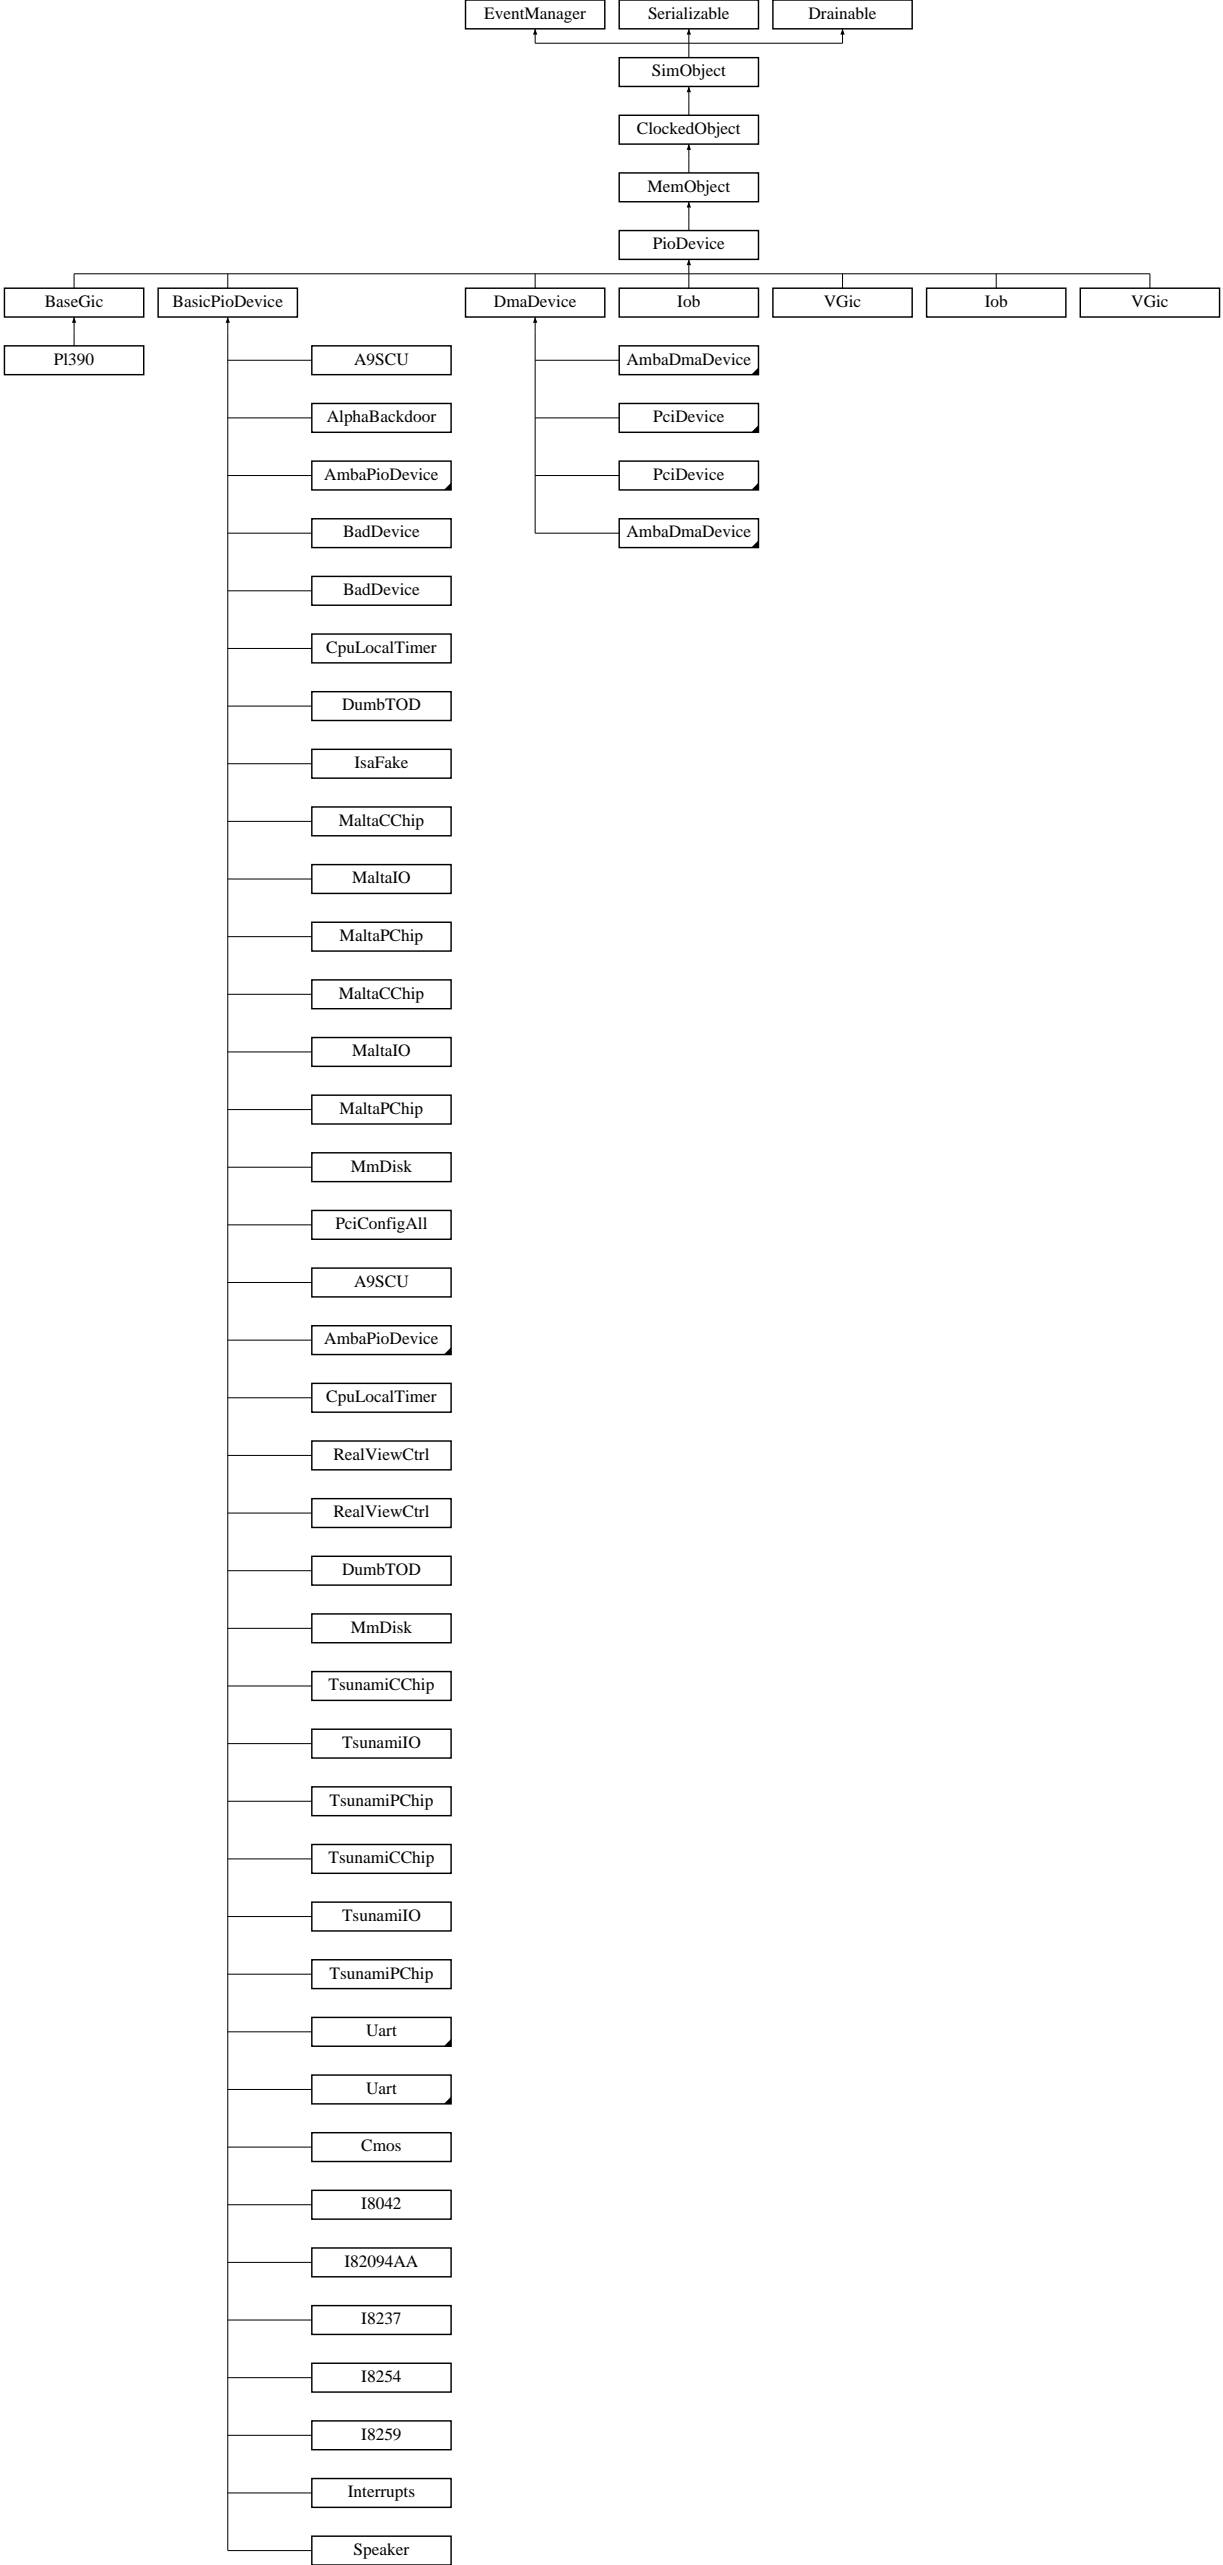 EventManager Serializable Drainable
SimObject
ClockedObject
MemObject
PioDevice
BaseGic BasicPioDevice DmaDevice Iob VGic Iob VGic
Pl390 A9SCU AmbaDmaDevice
AlphaBackdoor PciDevice
AmbaPioDevice PciDevice
BadDevice AmbaDmaDevice
BadDevice
CpuLocalTimer
DumbTOD
IsaFake
MaltaCChip
MaltaIO
MaltaPChip
MaltaCChip
MaltaIO
MaltaPChip
MmDisk
PciConfigAll
A9SCU
AmbaPioDevice
CpuLocalTimer
RealViewCtrl
RealViewCtrl
DumbTOD
MmDisk
TsunamiCChip
TsunamiIO
TsunamiPChip
TsunamiCChip
TsunamiIO
TsunamiPChip
Uart
Uart
Cmos
I8042
I82094AA
I8237
I8254
I8259
Interrupts
Speaker